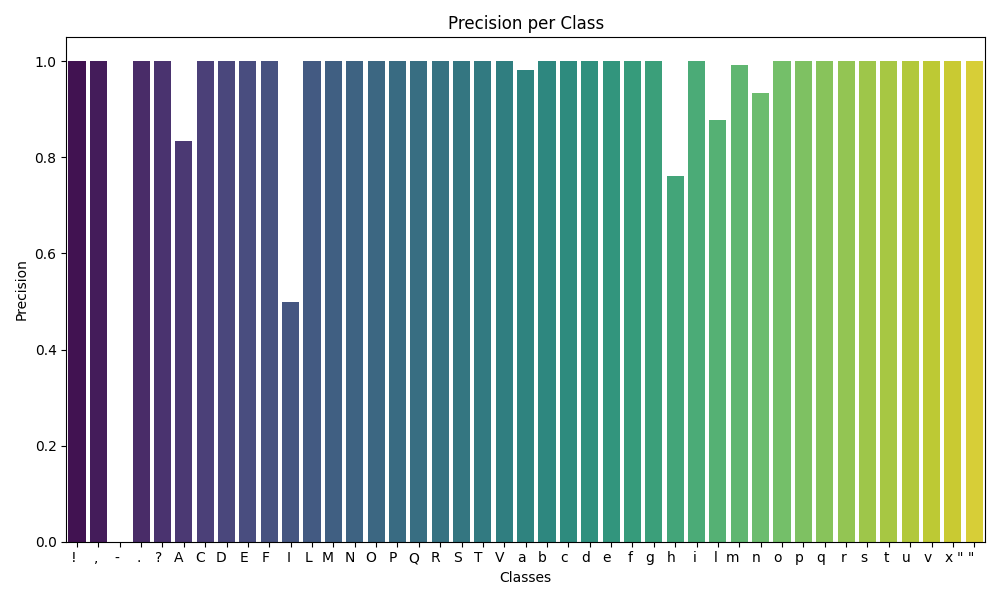 Precision per Class
1.0
0.8
0.6
0.4
0.2
0.0
Precision
! , - . ? A C D E F I L M N O P Q R S T V a b c d e f g h i l m n o p q r s t u v x " "
Classes